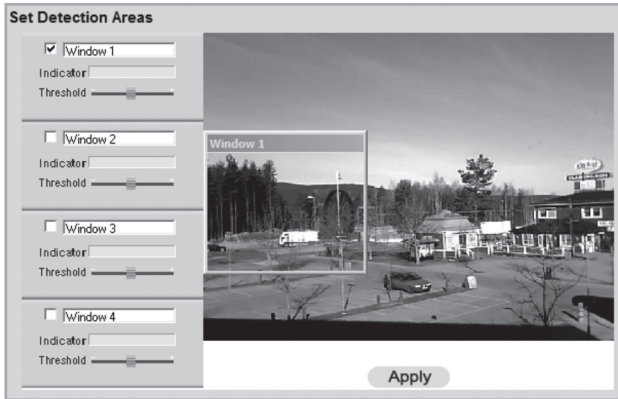 Set Detection Areas
Window 1
Indicator
Threshold
Window 2
Indicator
Threshold
Window 3
Indicator
Threshold
Window 4
Indicator
Threshold
Window 1
Apply